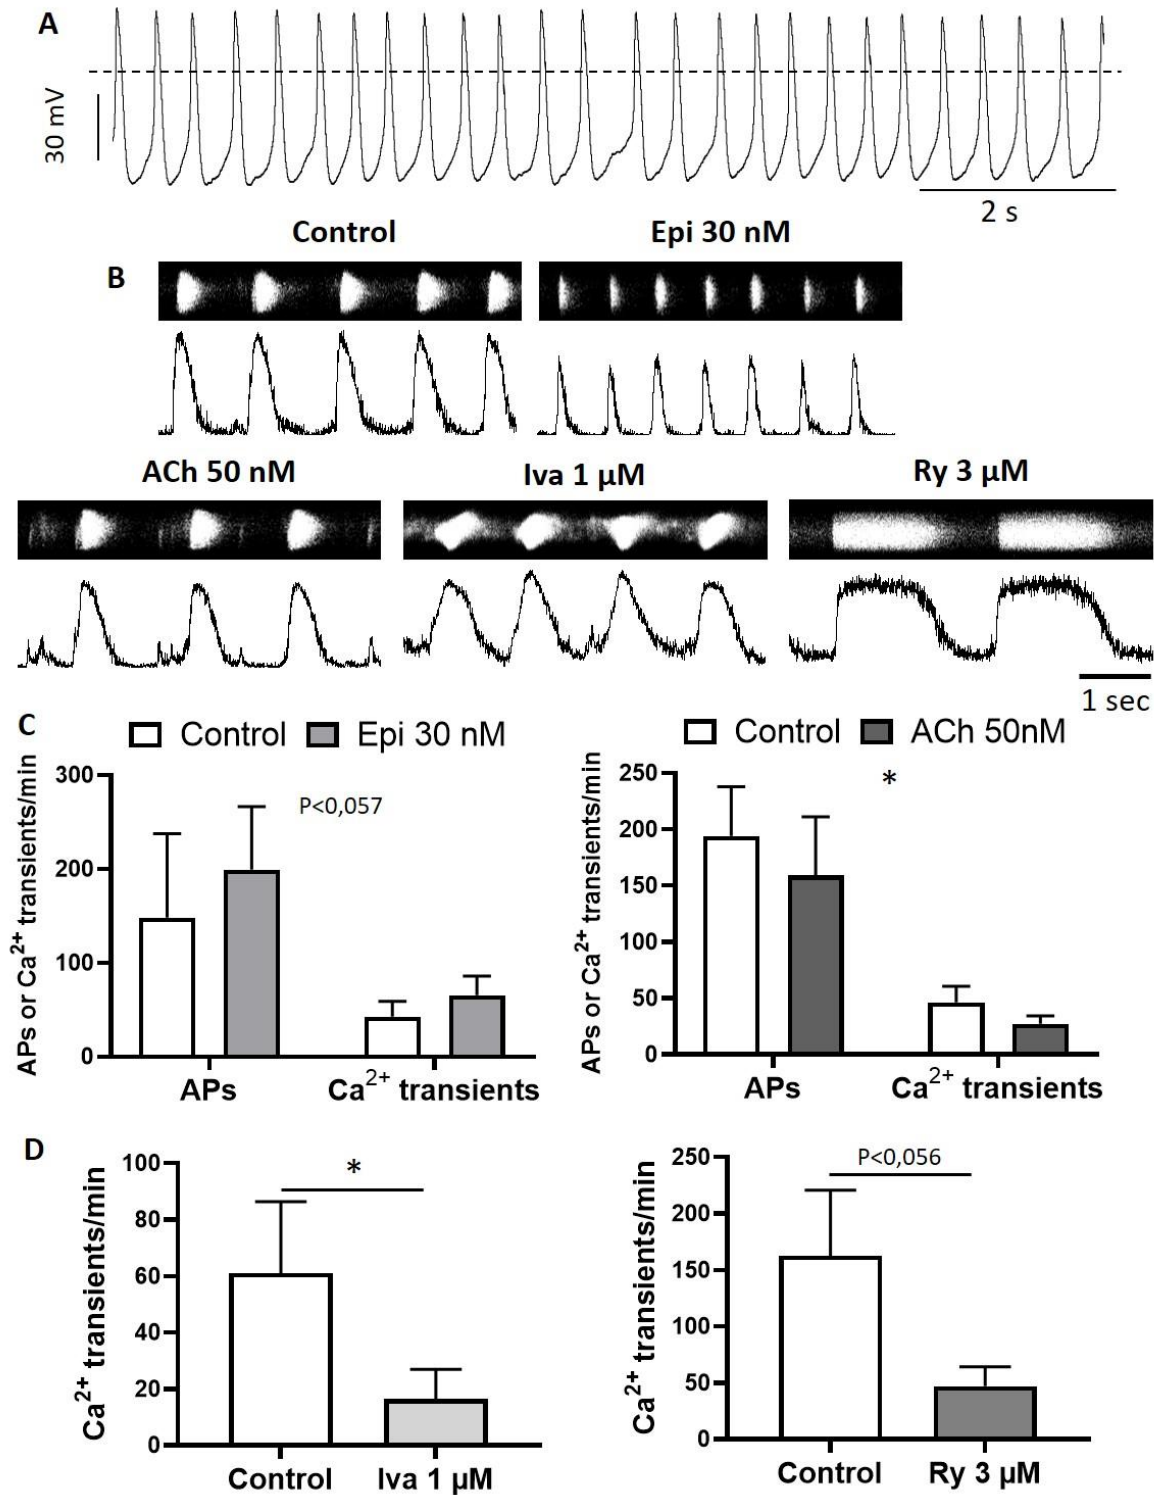 A
30 mV
2 s
Control
Epi 30 nM
B
ACh 50 nM
Iva 1 µM
Ry 3 µM
1 sec
C
Control
Epi 30 nM
APs or Ca²⁺ transients/min
300
200
100
0
P<0,057
APs
Ca²⁺ transients
Control
ACh 50nM
APs or Ca²⁺ transients/min
250
200
150
100
50
0
*
APs
Ca²⁺ transients
D
Ca²⁺ transients/min
100
80
60
40
20
0
*
Control
Iva 1 µM
Ca²⁺ transients/min
250
200
150
100
50
0
P<0,056
Control
Ry 3 µM